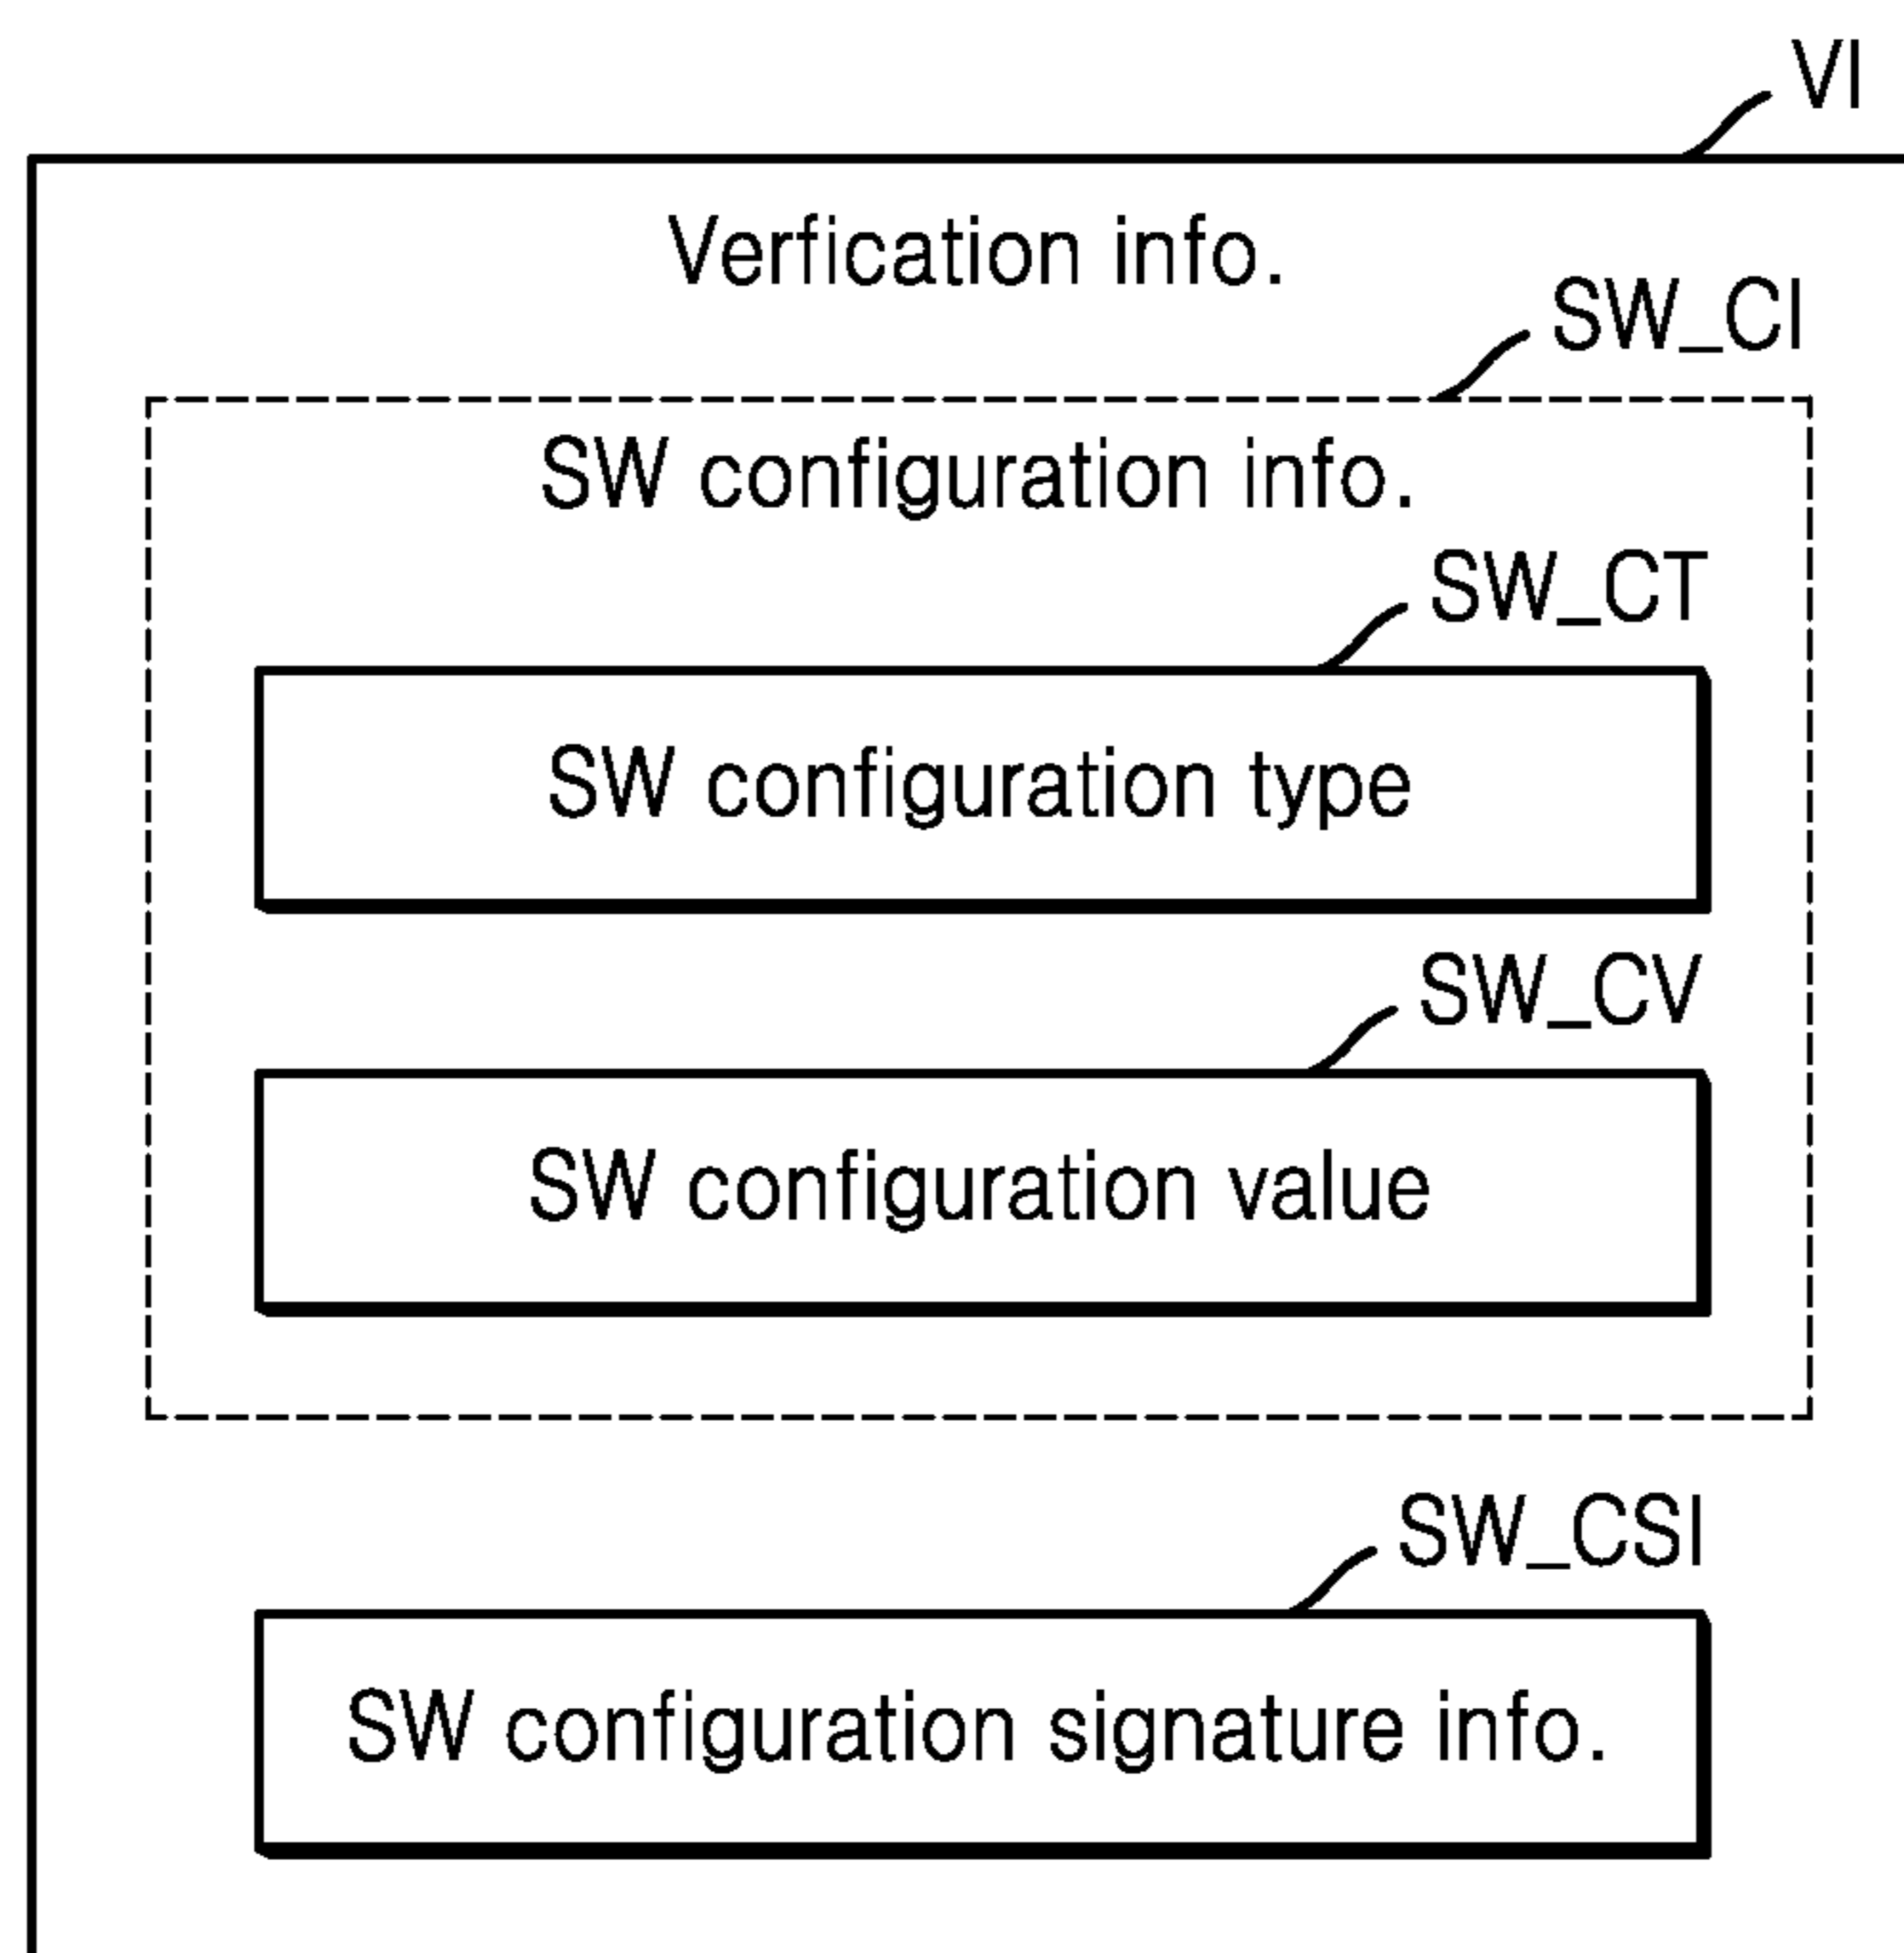 VI
Verfication info.
SW_CI
SW configuration info.
SW_CT
SW configuration type
SW_CV
SW configuration value
SW_CSI
SW configuration signature info.